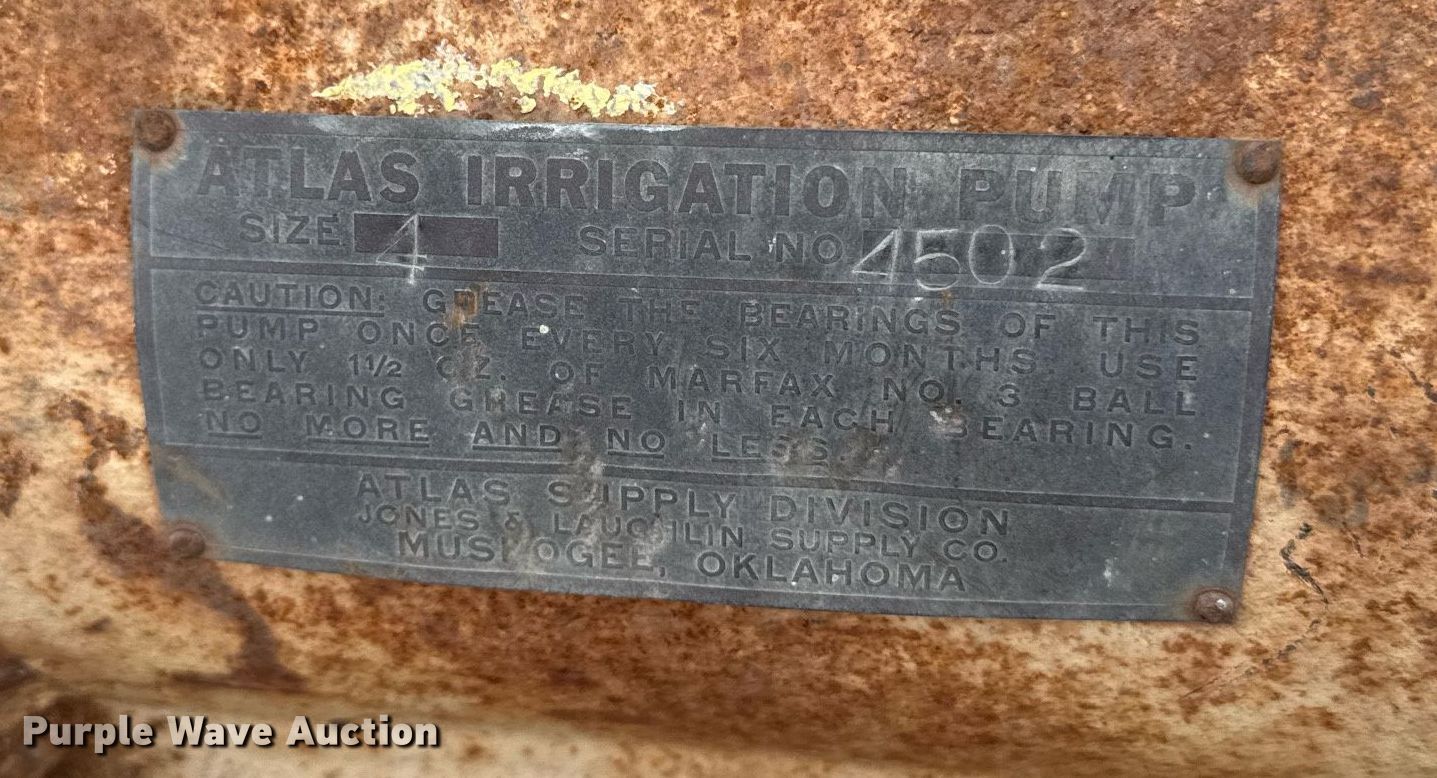 ATLAS IRRIGATION PUMP
SIZE 4 SERIAL NO 4502
CAUTION: GREASE THE BEARINGS OF THIS
PUMP ONCE EVERY SIX MONTHS. USE
ONLY 1 1/2 OZ. OF MARFAX NO. 3 BALL
BEARING GREASE IN EACH BEARING.
NO MORE AND NO LESS.
ATLAS SUPPLY DIVISION
JONES & LAUGHLIN SUPPLY CO.
MUSKOGEE, OKLAHOMA
Purple Wave Auction